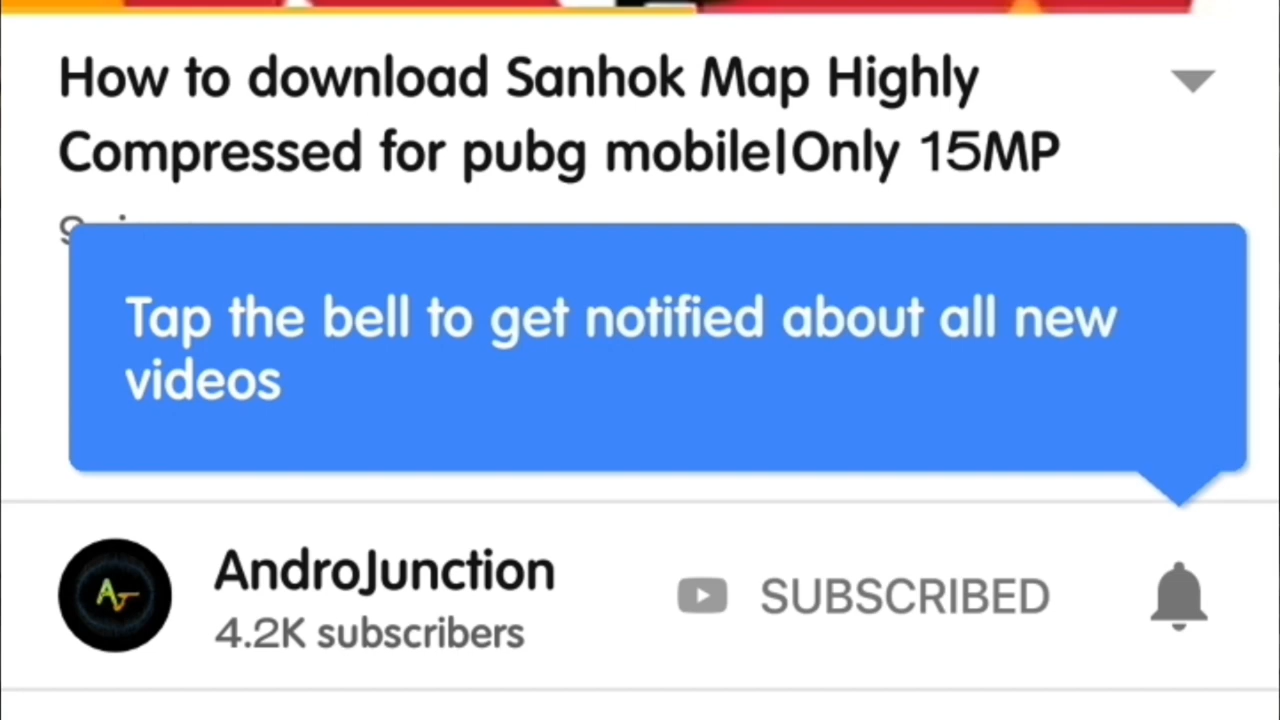 How to download Sanhok Map Highly
Compressed for pubg mobile|Only 15MP
Tap the bell to get notified about all new
videos
AndroJunction
SUBSCRIBED
4.2K subscribers